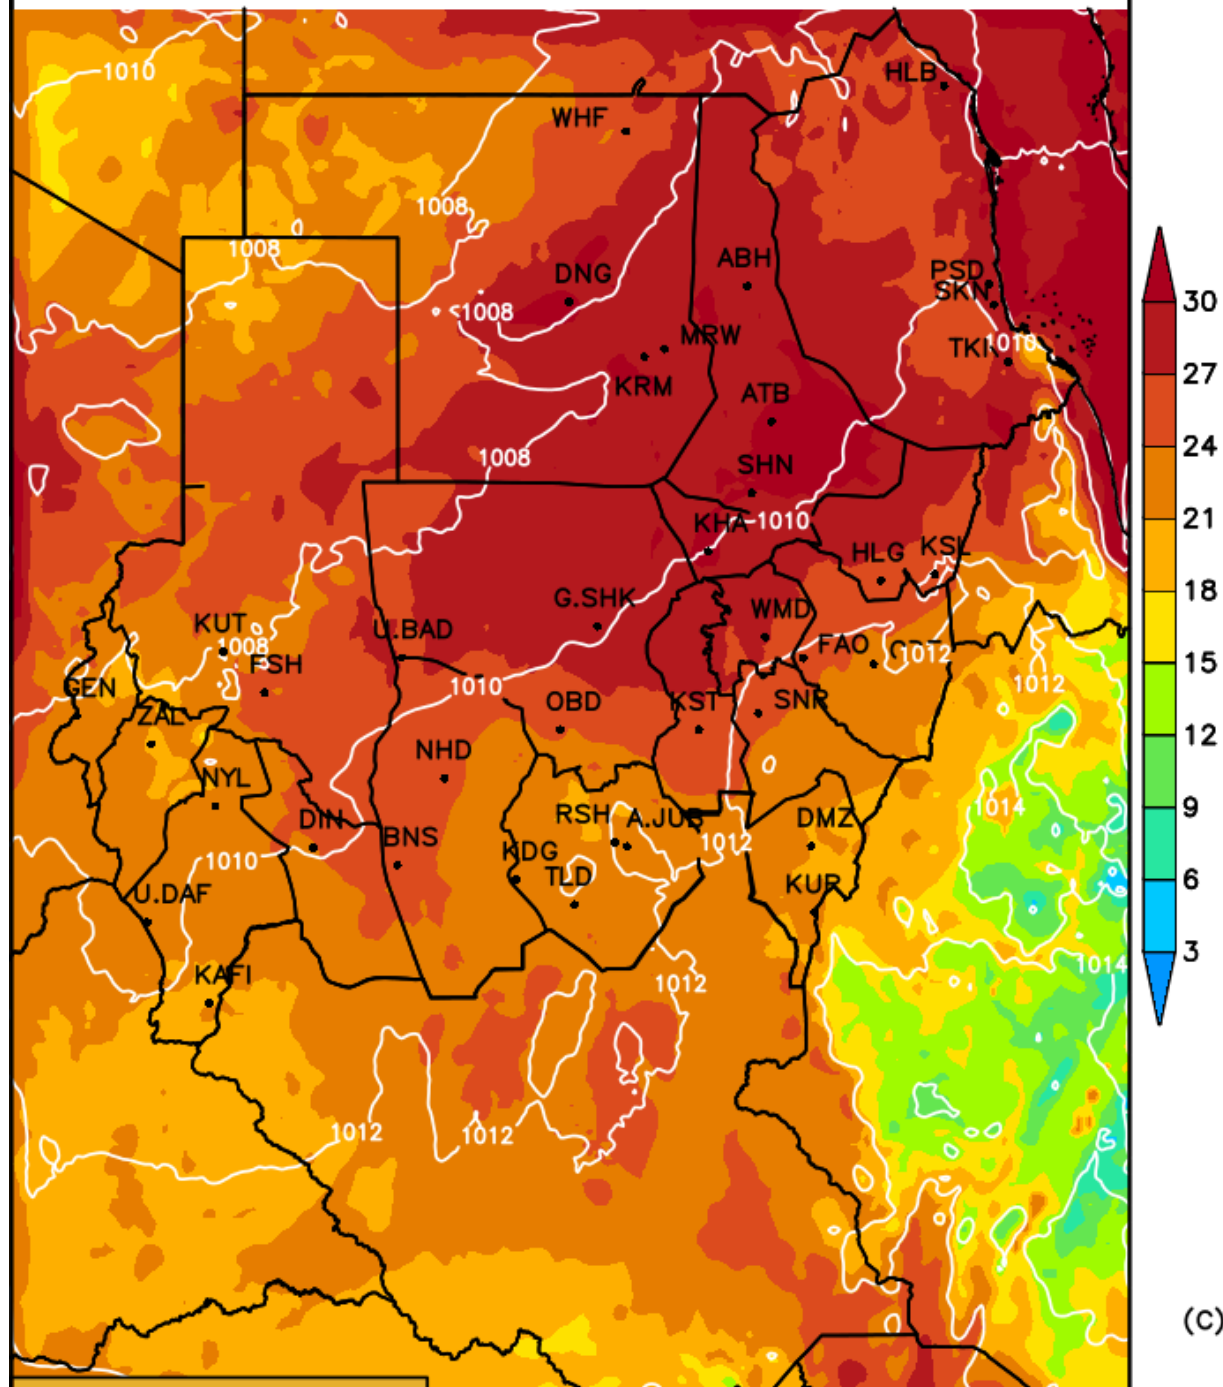 1010
HLB
WHF
1008
1008
ABH
DNG
PSD
SKN
1008
MRW
TKR
1010
KRM
ATB
1008
SHN
KHA
1010
HLG
KSL
G.SHK
WMD
KUT
1008
U.BAD
FAO
1012
FSH
GEN
1010
1012
OBD
KST
SNR
ZAL
NHD
NYL
1014
DIN
RSH
A.JUB
DMZ
BNS
1012
1010
KDG
TLD
KUR
U.DAF
KAFI
1012
1014
1012
1012
30
27
24
21
18
15
12
9
6
3
(C)